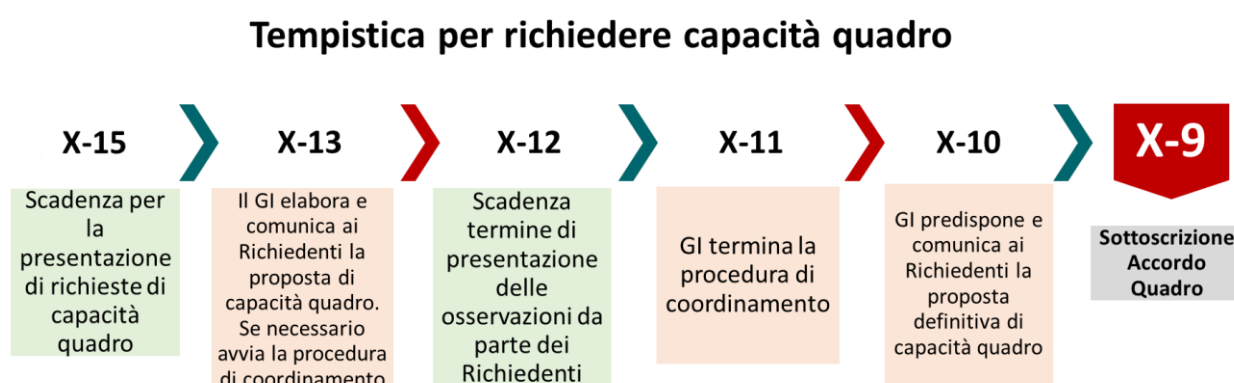 Tempistica per richiedere capacità quadro
X-15
Scadenza per
la
presentazione
di richieste di
capacità
quadro
X-13
Il GI elabora e
comunica ai
Richiedenti la
proposta di
capacità quadro.
Se necessario
avvia la procedura
di coordinamento
X-12
Scadenza
termine di
presentazione
delle
osservazioni da
parte dei
Richiedenti
X-11
GI termina la
procedura di
coordinamento
X-10
GI predispone e
comunica ai
Richiedenti la
proposta
definitiva di
capacità quadro
X-9
Sottoscrizione
Accordo
Quadro